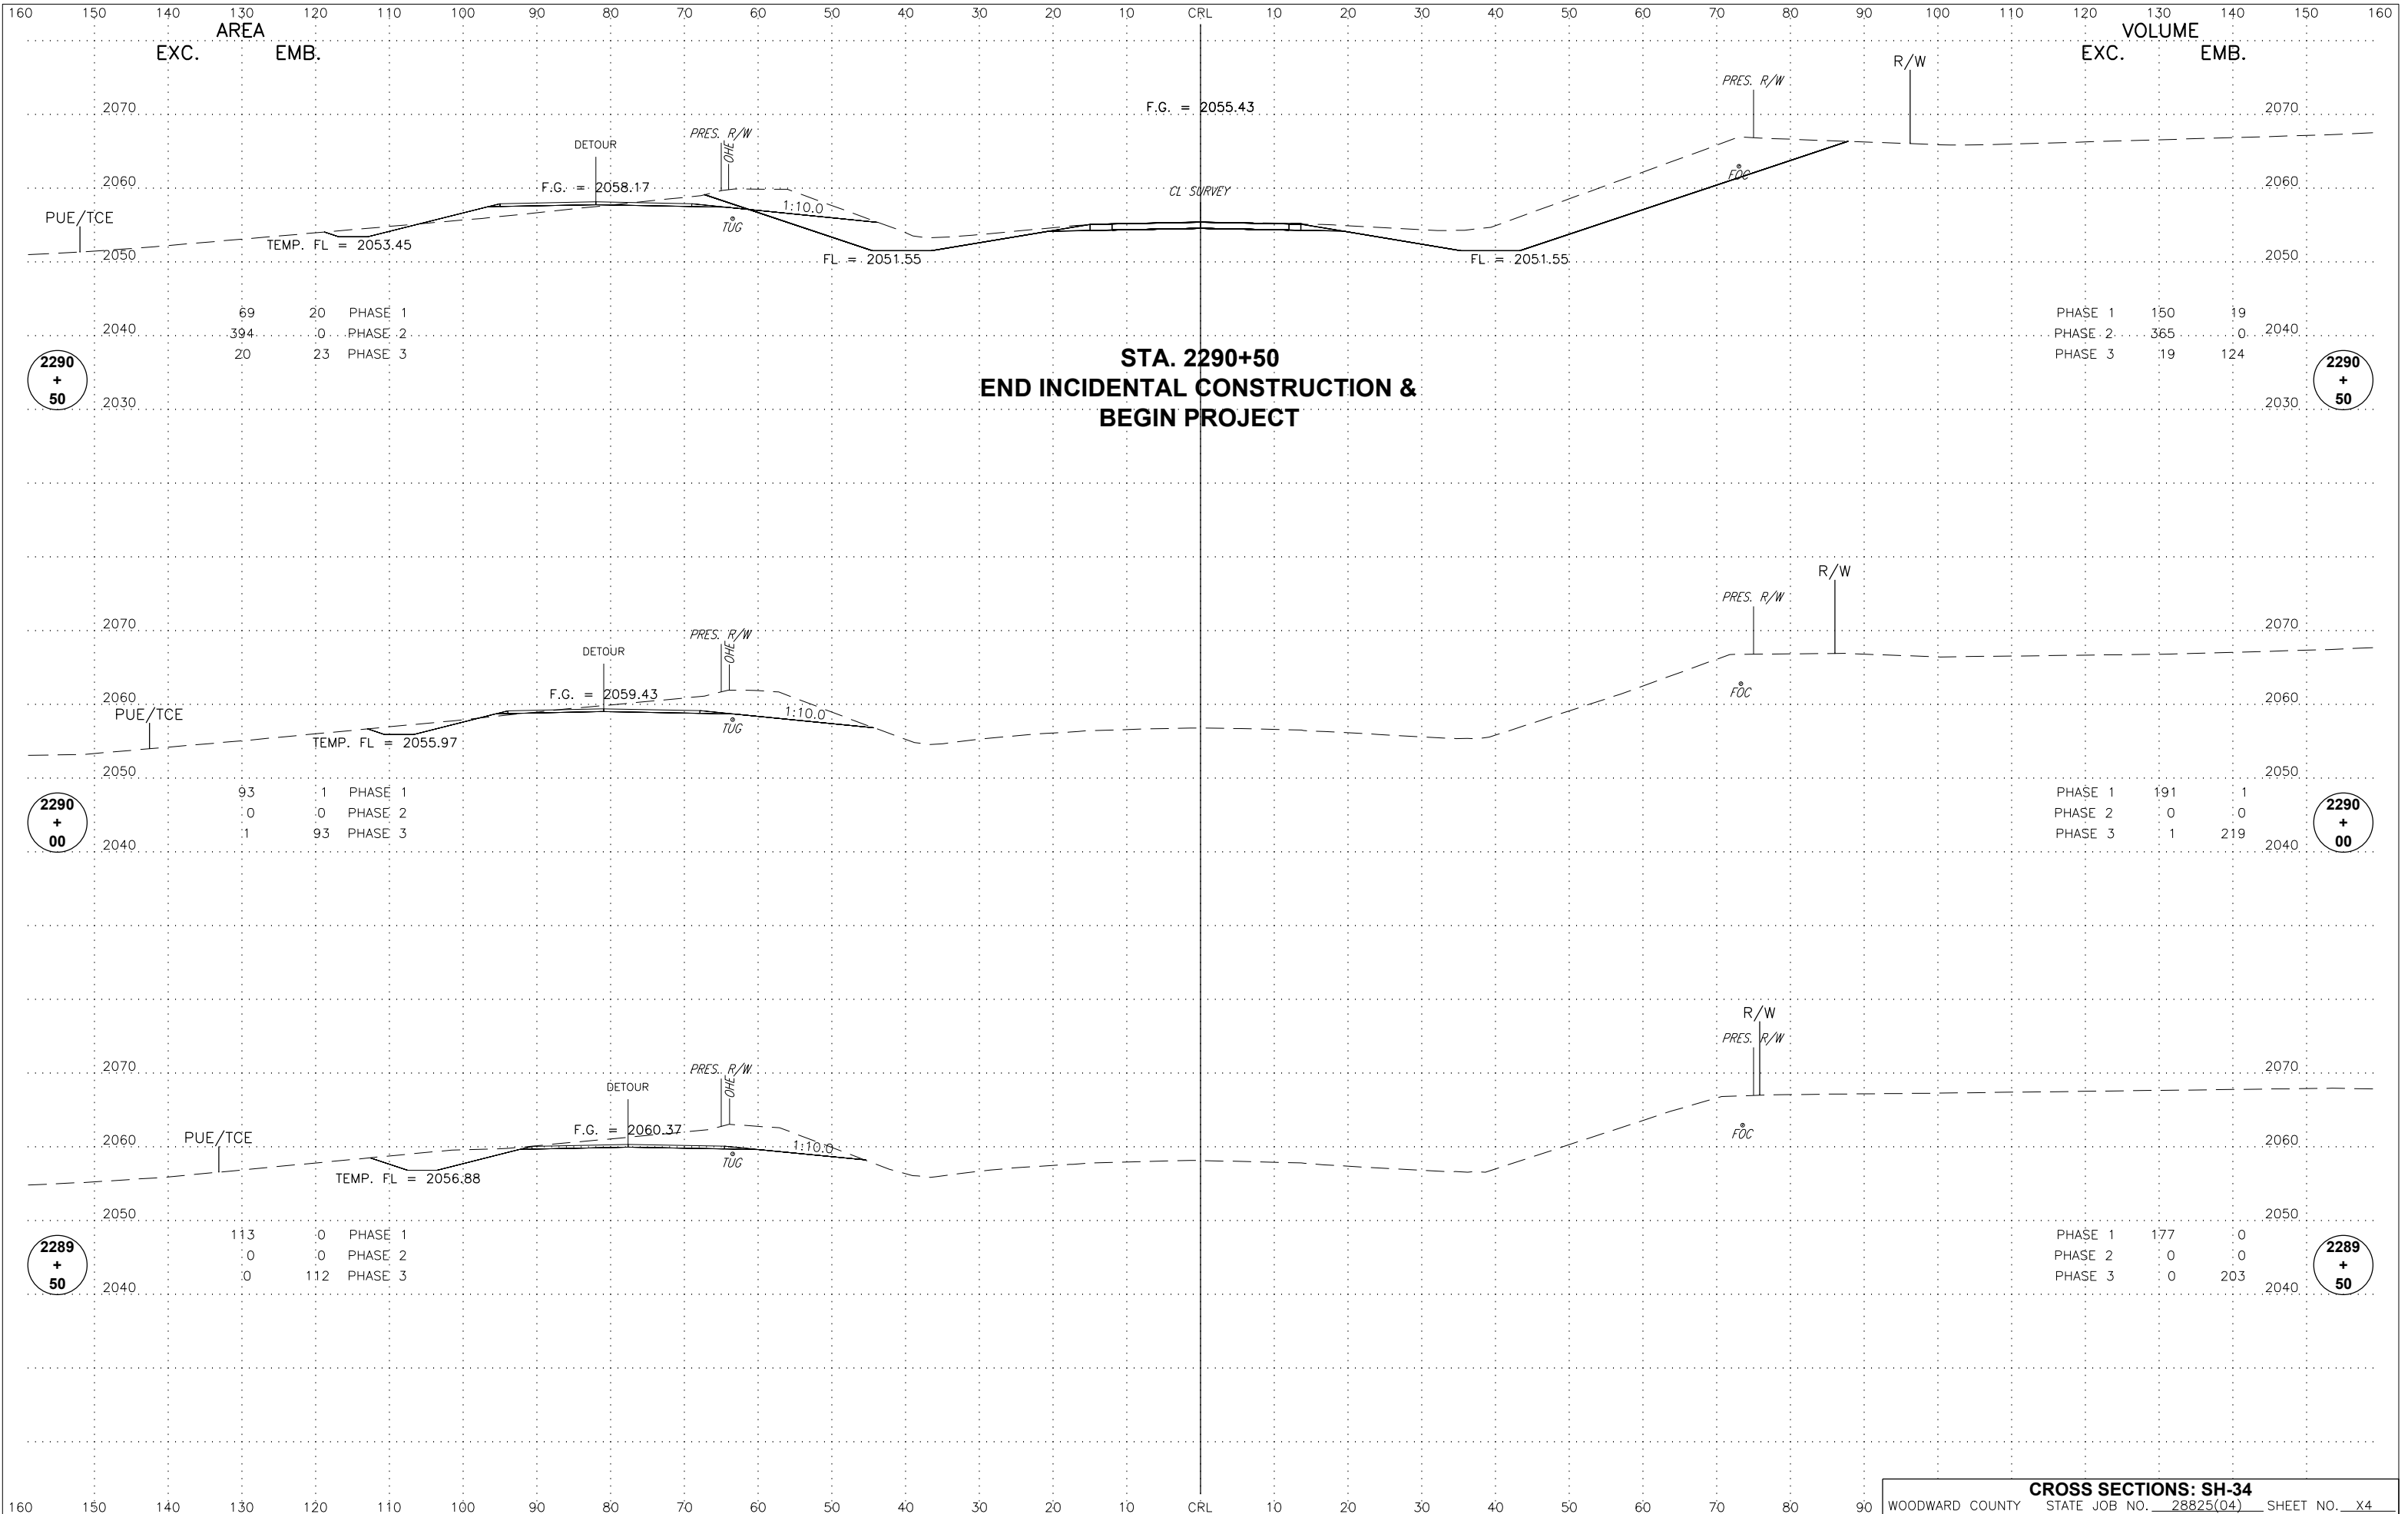 160 150 140 130 120 110 100 90 80 70 60 50 40 30 20 10 CRL 10 20 30 40 50 60 70 80 90 100 110 120 130 140 150 160
AREA VOLUME
EXC. EMB. EXC. EMB.
R/W
PRES. R/W
2070 F.G. = 2055.43 2070
PRES. R/W
DETOUR OHE
FOC
2060 F.G. = 2058.17 CL SURVEY 2060
1:10.0
PUE/TCE TUG
TEMP. FL = 2053.45
2050 FL = 2051.55 FL = 2051.55 2050
69 20 PHASE 1 PHASE 1 150 19
2040 394 0 PHASE 2 PHASE 2 365 0 2040
20 23 PHASE 3 PHASE 3 19 124
2290 + 50 2290 + 50
STA. 2290+50
END INCIDENTAL CONSTRUCTION &
BEGIN PROJECT
2030 2030
R/W
PRES. R/W
2070 PRES. R/W 2070
DETOUR OHE
F.G. = 2059.43 FOC
2060 1:10.0 2060
PUE/TCE TUG
TEMP. FL = 2055.97
2050 2050
93 1 PHASE 1 PHASE 1 191 1
0 0 PHASE 2 PHASE 2 0 0
1 93 PHASE 3 PHASE 3 1 219
2290 + 00 2290 + 00
2040 2040
R/W
PRES. R/W
2070 PRES. R/W 2070
DETOUR OHE
F.G. = 2060.37 FOC
PUE/TCE 1:10.0
2060 TUG 2060
TEMP. FL = 2056.88
2050 2050
113 0 PHASE 1 PHASE 1 177 0
0 0 PHASE 2 PHASE 2 0 0
0 112 PHASE 3 PHASE 3 0 203
2289 + 50 2289 + 50
2040 2040
160 150 140 130 120 110 100 90 80 70 60 50 40 30 20 10 CRL 10 20 30 40 50 60 70 80 90
CROSS SECTIONS: SH-34
WOODWARD COUNTY STATE JOB NO. 28825(04) SHEET NO. X4